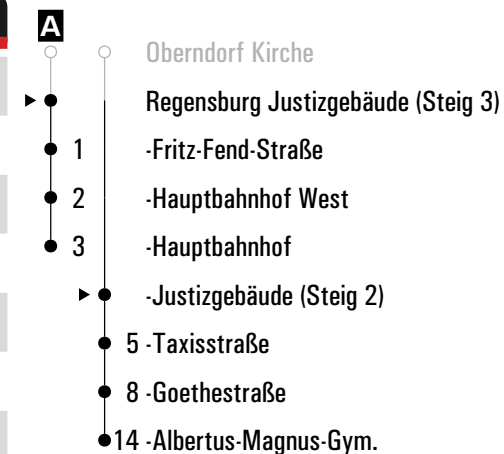 A
Oberndorf Kirche
Regensburg Justizgebäude (Steig 3)
1 -Fritz-Fend-Straße
2 -Hauptbahnhof West
3 -Hauptbahnhof
-Justizgebäude (Steig 2)
5 -Taxisstraße
8 -Goethestraße
14 -Albertus-Magnus-Gym.